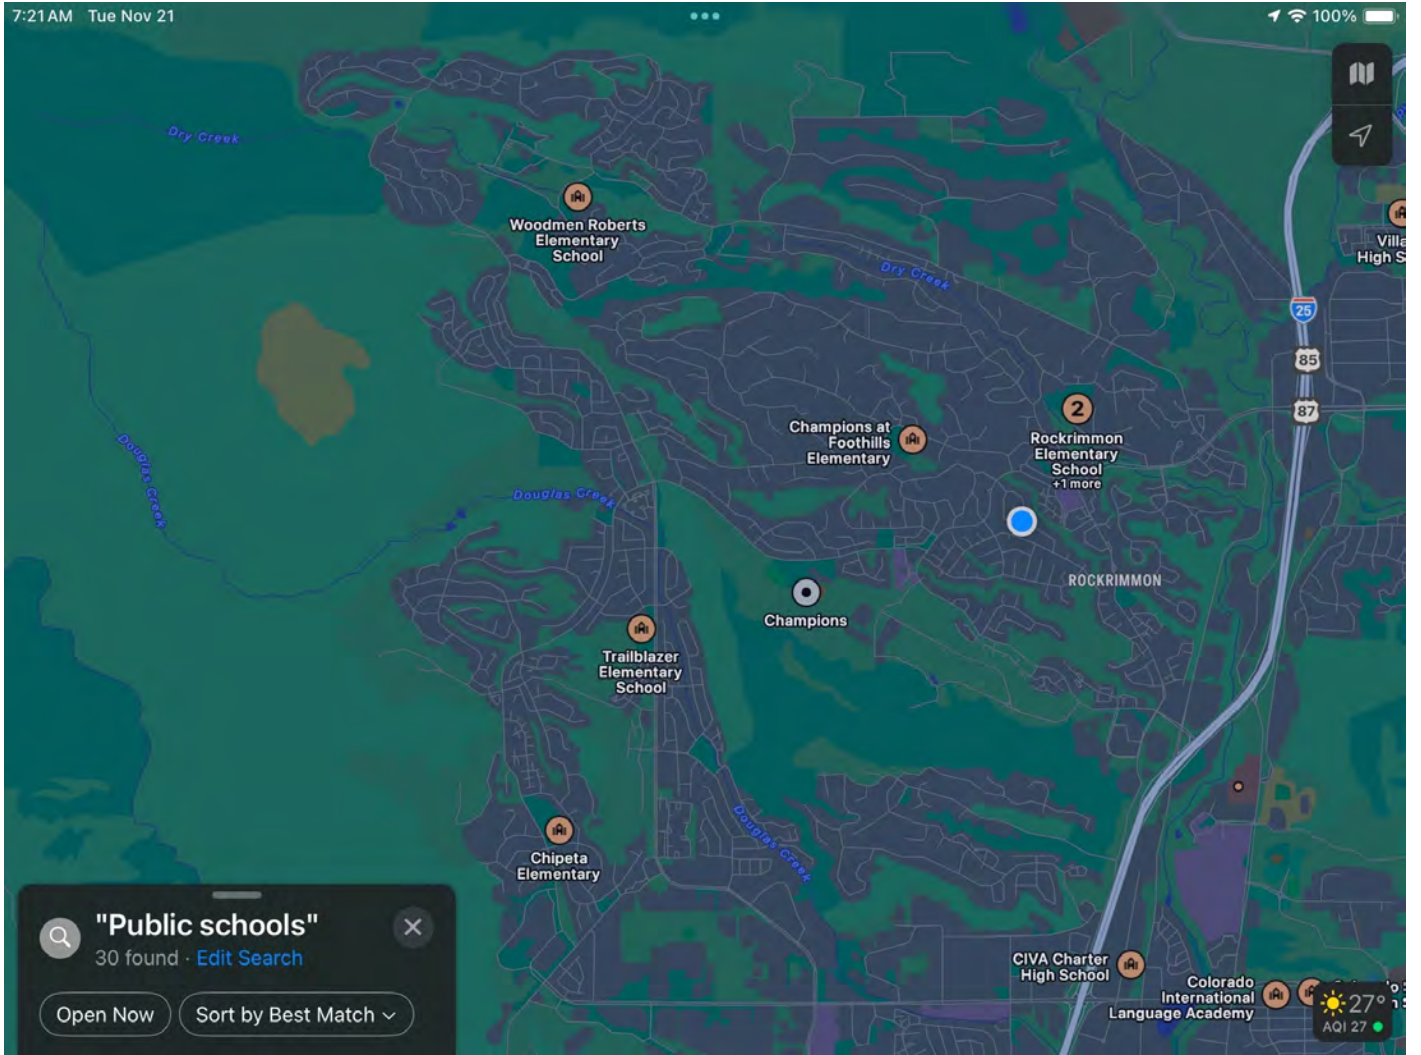 7:21 AM Tue Nov 21
100%
Dry Creek
Woodmen Roberts
Elementary
School
Villa
High S
Dry Creek
25
85
87
2
Champions at
Foothills
Elementary
Rockrimmon
Elementary
School
+1 more
Douglas Creek
Douglas Creek
ROCKRIMMON
Champions
Trailblazer
Elementary
School
Douglas Creek
Chipeta
Elementary
"Public schools"
30 found · Edit Search
Open Now
Sort by Best Match
CIVA Charter
High School
Colorado
International
Language Academy
27°
AQI 27